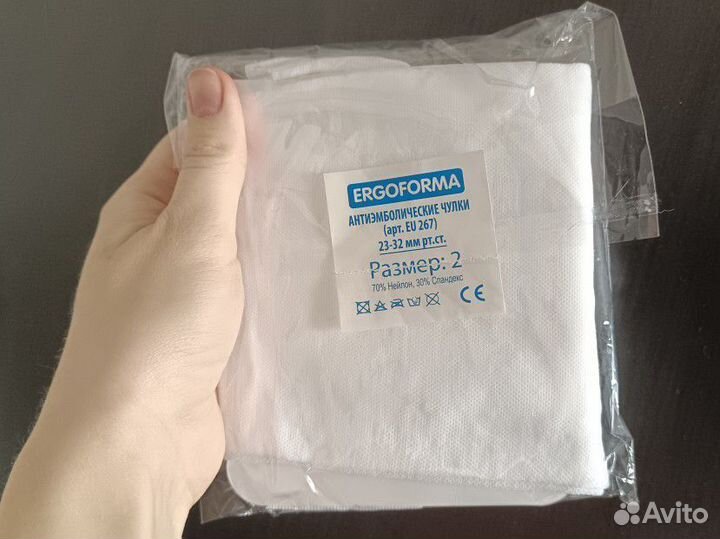 ERGOFORMA
АНТИЭМБОЛИЧЕСКИЕ ЧУЛКИ
(арт. EU 267)
23-32 мм рт.ст.
Размер: 2
70% Нейлон, 30% Спандекс
CE
Avito